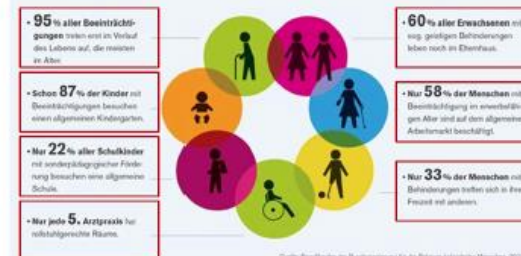 • 95% aller Beeinträchti-
gungen treten erst im Verlauf
des Lebens auf, die meisten
im Alter.
• Schon 87% der Kinder mit
Beeinträchtigungen besuchen
einen allgemeinen Kindergarten.
• Nur 22% aller Schulkinder
mit sonderpädagogischer Förde-
rung besuchen eine allgemeine
Schule.
• Nur jede 5. Arztpraxis hat
rollstuhlgerechte Räume.
• 60% aller Erwachsenen mit
sog. geistigen Behinderungen
leben noch im Elternhaus.
• Nur 58% der Menschen mit
Beeinträchtigung im erwerbsfähi-
gen Alter sind auf dem allgemeinen
Arbeitsmarkt beschäftigt.
• Nur 33% der Menschen mit
Behinderungen treffen sich in ihrer
Freizeit mit anderen.